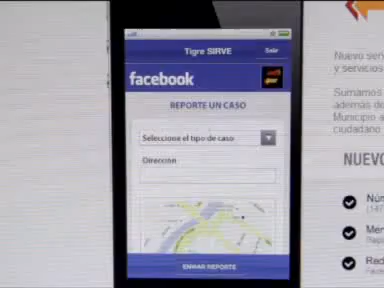 Tigre SIRVE
Salir
facebook
REPORTE UN CASO
Seleccione el tipo de caso
Dirección
ENVIAR REPORTE
Nuevo
y servicios
Sumamos
además de
Municipio a
ciudadano
NUEVO